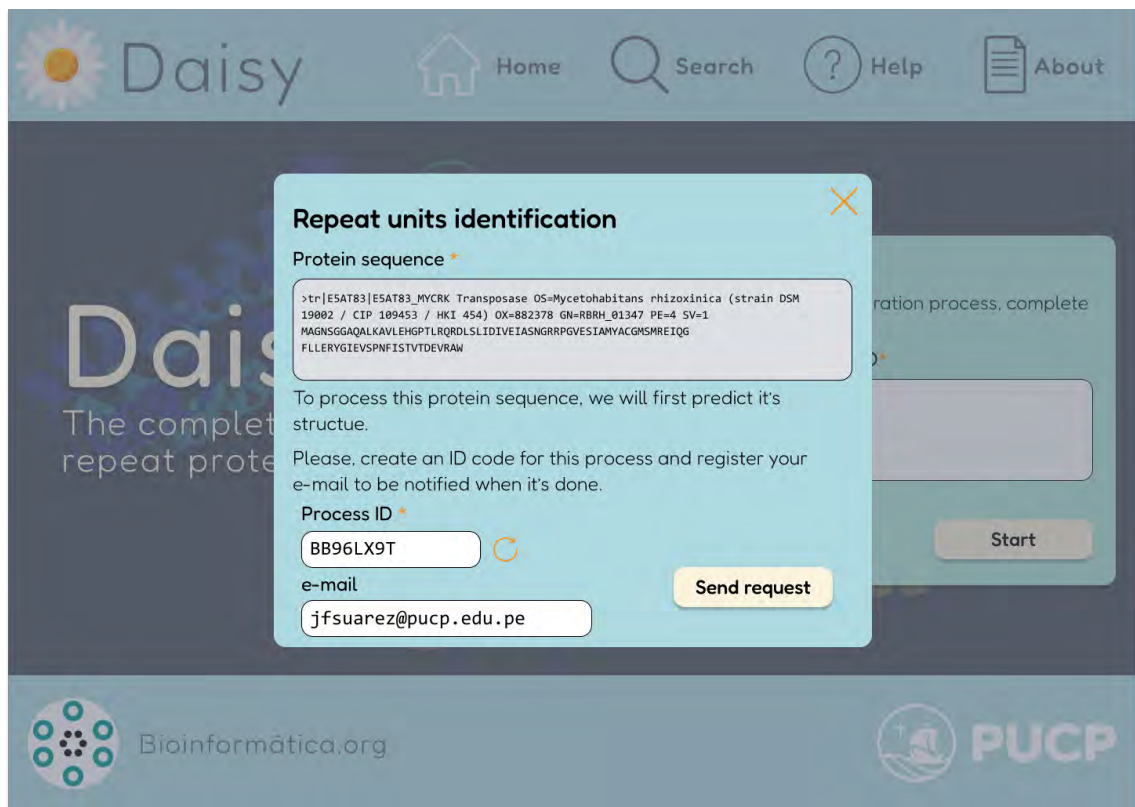 Daisy
Home
Search
Help
About
Repeat units identification
Protein sequence *
>tr|E5AT83|E5AT83_MYCRK Transposase OS=Mycetohabitans rhizoxinica (strain DSM
19002 / CIP 109453 / HKI 454) OX=882378 GN=RBRH_01347 PE=4 SV=1
MAGNSGGAQALKAVLEHGPTLRQRDLSLIDIVEIASNGRRPGVESIAMYACGMSMREIQG
FLLERYGIEVSPNFISTVTDEVRAW
To process this protein sequence, we will first predict it's
structue.
Please, create an ID code for this process and register your
e-mail to be notified when it's done.
Process ID *
BB96LX9T
e-mail
jfsuarez@pucp.edu.pe
Send request
Dais
The complet
repeat prote
ration process, complete
*
Start
Bioinformática.org
PUCP